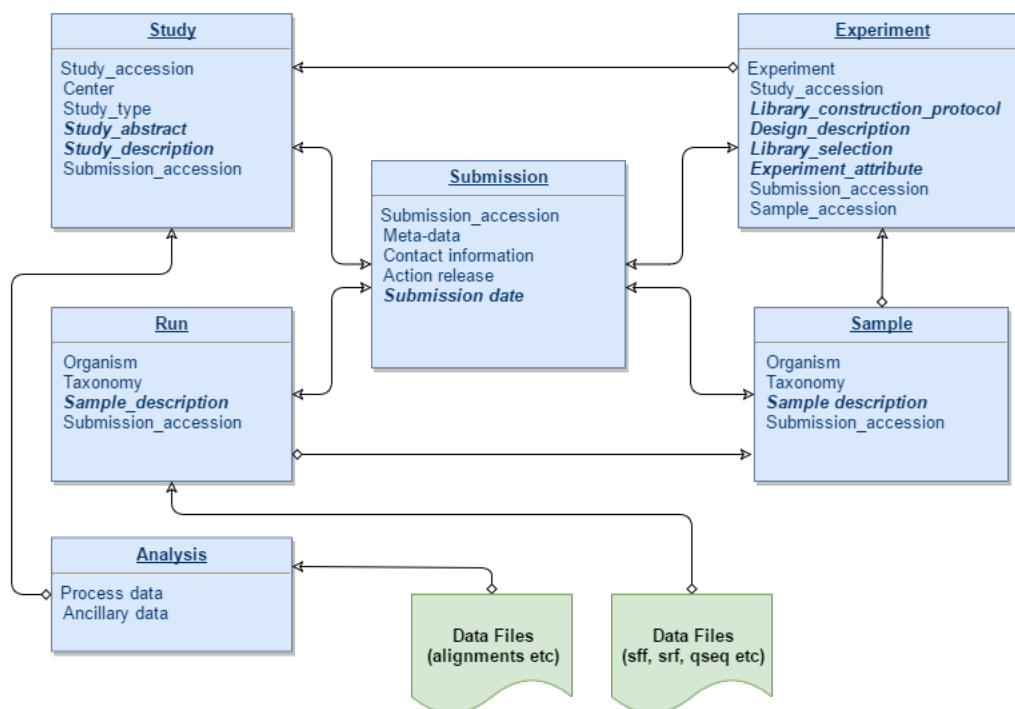 Study
Study_accession
Center
Study_type
Study_abstract
Study_description
Submission_accession
Experiment
Experiment
Study_accession
Library_construction_protocol
Design_description
Library_selection
Experiment_attribute
Submission_accession
Sample_accession
Submission
Submission_accession
Meta-data
Contact information
Action release
Submission date
Run
Organism
Taxonomy
Sample_description
Submission_accession
Sample
Organism
Taxonomy
Sample description
Submission_accession
Analysis
Process data
Ancillary data
Data Files
(alignments etc)
Data Files
(sff, srf, qseq etc)